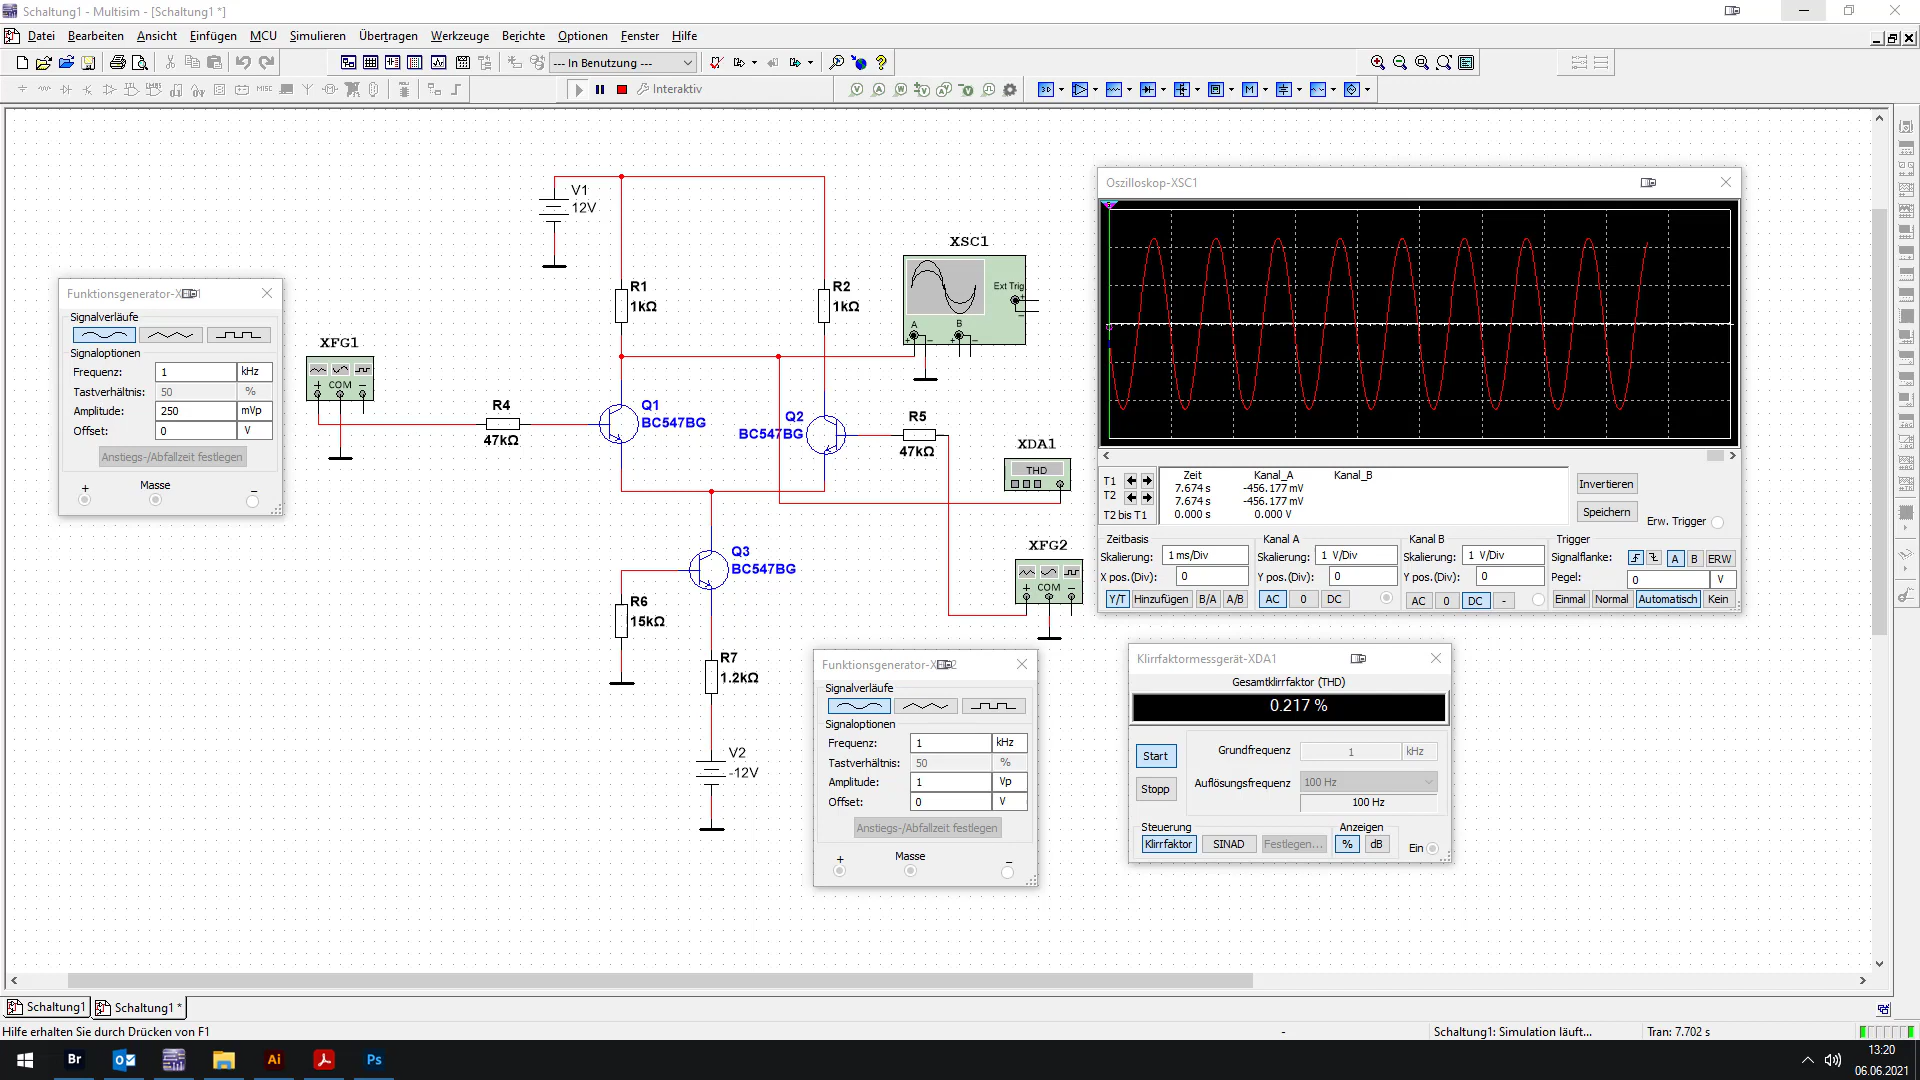 Schaltung1 - Multisim - [Schaltung1 *]
Datei Bearbeiten Ansicht Einfügen MCU Simulieren Übertragen Werkzeuge Berichte Optionen Fenster Hilfe
--- In Benutzung ---
Interaktiv
V1
12V
R1
1kΩ
R2
1kΩ
XSC1
Ext Trig
A
B
Funktionsgenerator-X
Signalverläufe
Signaloptionen
Frequenz: 1 kHz
Tastverhältnis: 50 %
Amplitude: 250 mVp
Offset: 0 V
Anstiegs-/Abfallzeit festlegen
+ Masse −
XFG1
+ COM −
R4
47kΩ
Q1
BC547BG
Q2
BC547BG
R5
47kΩ
XDA1
THD
XFG2
+ COM −
Q3
BC547BG
R6
15kΩ
R7
1.2kΩ
V2
-12V
Funktionsgenerator-X
Signalverläufe
Signaloptionen
Frequenz: 1 kHz
Tastverhältnis: 50 %
Amplitude: 1 Vp
Offset: 0 V
Anstiegs-/Abfallzeit festlegen
+ Masse −
Oszilloskop-XSC1
Zeit Kanal_A Kanal_B
T1 7.674 s -456.177 mV
T2 7.674 s -456.177 mV
T2 bis T1 0.000 s 0.000 V
Invertieren
Speichern
Erw. Trigger
Zeitbasis Kanal A Kanal B Trigger
Skalierung: 1 ms/Div Skalierung: 1 V/Div Skalierung: 1 V/Div Signalflanke: A B ERW
X pos.(Div): 0 Y pos.(Div): 0 Y pos.(Div): 0 Pegel: 0 V
Y/T Hinzufügen B/A A/B AC 0 DC AC 0 DC - Einmal Normal Automatisch Kein
Klirrfaktormessgerät-XDA1
Gesamtklirrfaktor (THD)
0.217 %
Start
Stopp
Grundfrequenz 1 kHz
Auflösungsfrequenz 100 Hz
100 Hz
Steuerung Anzeigen
Klirrfaktor SINAD Festlegen... % dB Ein
Schaltung1 Schaltung1 *
Hilfe erhalten Sie durch Drücken von F1 - Schaltung1: Simulation läuft... Tran: 7.702 s
Br Ai Ps
13:20
06.06.2021